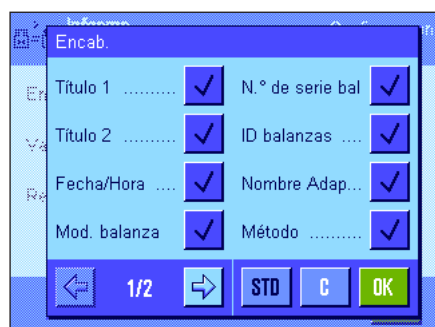 Encab.
Título 1 ..........
N.° de serie bal
Título 2 ..........
ID balanzas ....
Fecha/Hora ....
Nombre Adap...
Mod. balanza
Método ..........
1/2
STD
C
OK